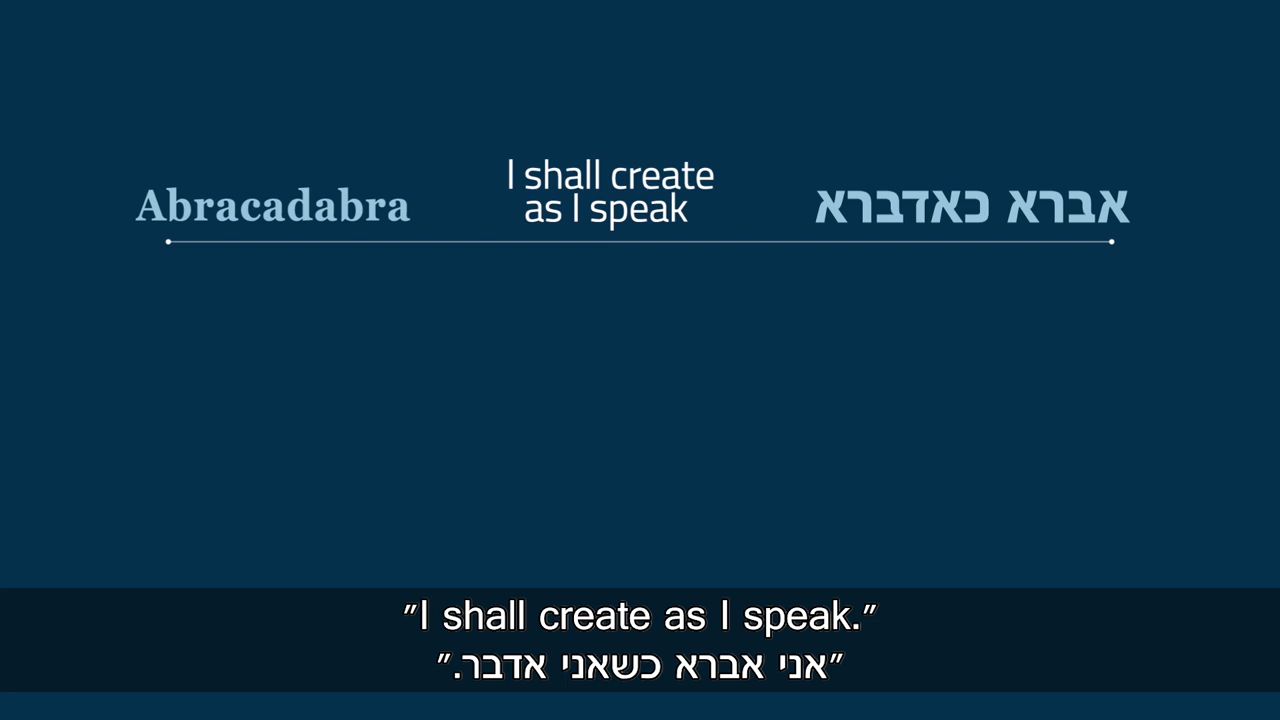 Abracadabra
I shall create
as I speak
אברא כאדברא
"I shall create as I speak."
"אני אברא כשאני אדבר."